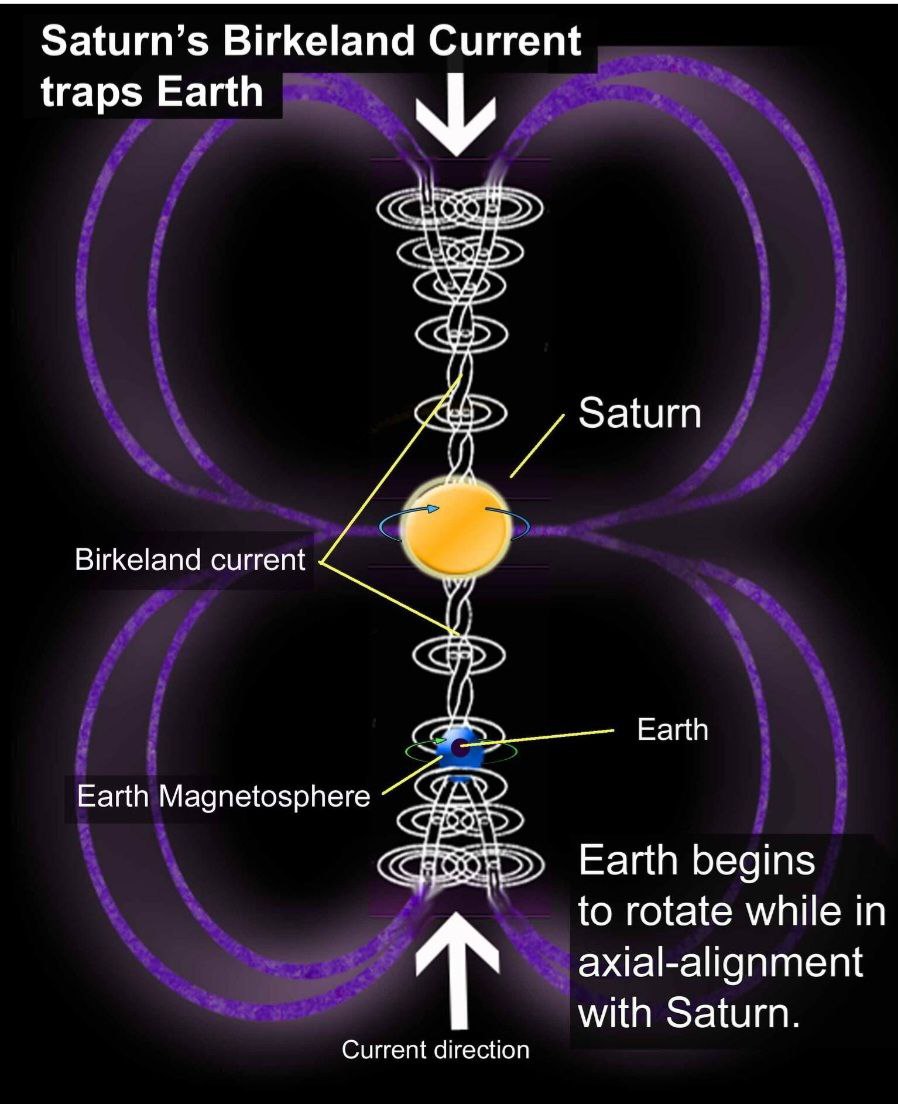 Saturn’s Birkeland Current
traps Earth
Saturn
Birkeland current
Earth
Earth Magnetosphere
Earth begins
to rotate while in
axial-alignment
with Saturn.
Current direction